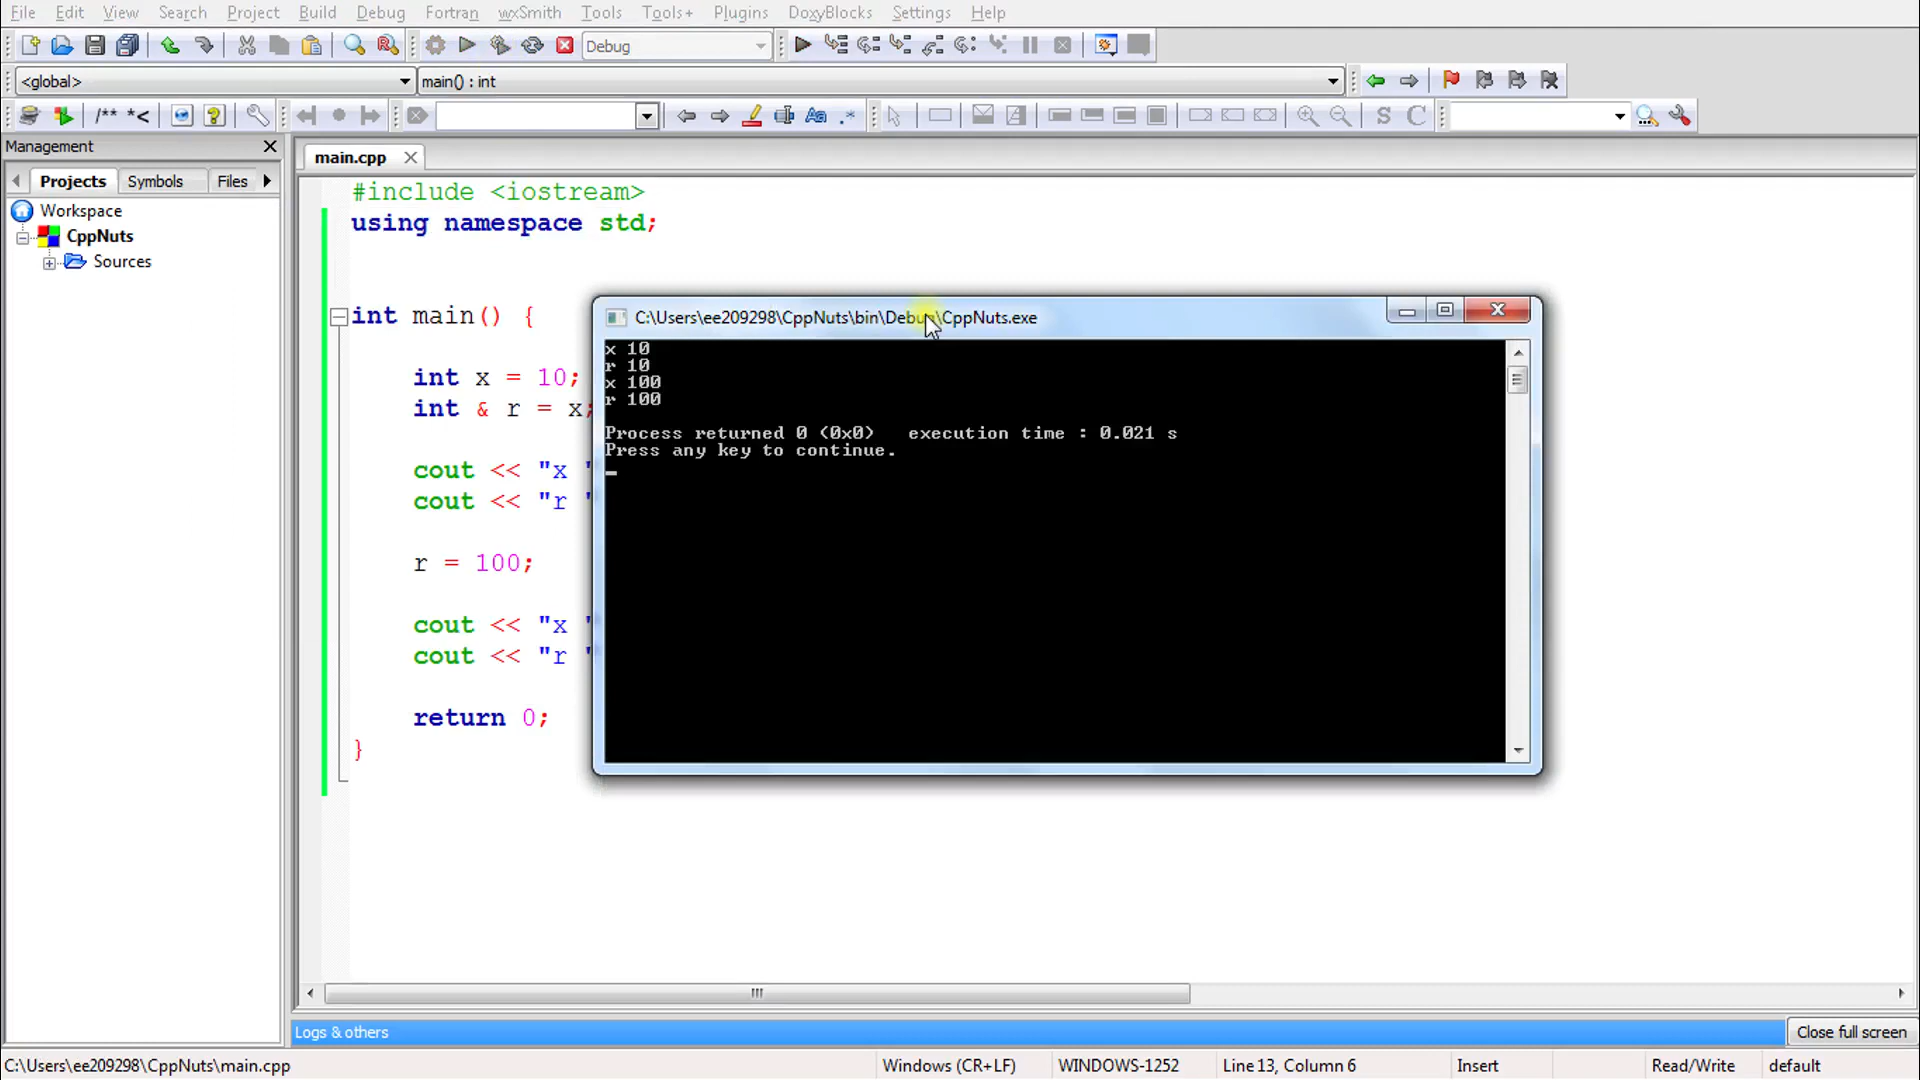 File Edit View Search Project Build Debug Fortran wxSmith Tools Tools+ Plugins DoxyBlocks Settings Help
Debug
<global> main() : int
/** *<
S C
Management
Projects Symbols Files
Workspace
CppNuts
Sources
main.cpp
#include <iostream>
using namespace std;
int main() {
int x = 10;
int & r = x;
cout << "x "
cout << "r "
r = 100;
cout << "x "
cout << "r "
return 0;
}
C:\Users\ee209298\CppNuts\bin\Debug\CppNuts.exe
x 10
r 10
x 100
r 100
Process returned 0 (0x0) execution time : 0.021 s
Press any key to continue.
Logs & others
Close full screen
C:\Users\ee209298\CppNuts\main.cpp Windows (CR+LF) WINDOWS-1252 Line 13, Column 6 Insert Read/Write default